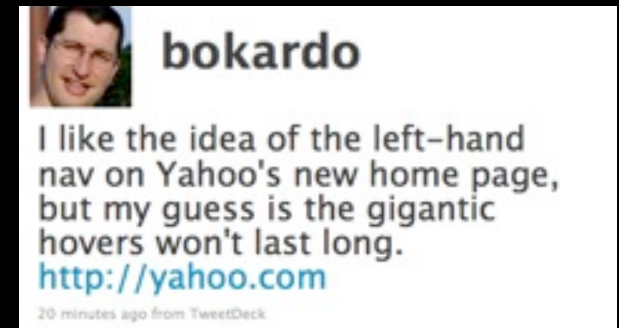 bokardo
I like the idea of the left-hand
nav on Yahoo's new home page,
but my guess is the gigantic
hovers won't last long.
http://yahoo.com
20 minutes ago from TweetDeck